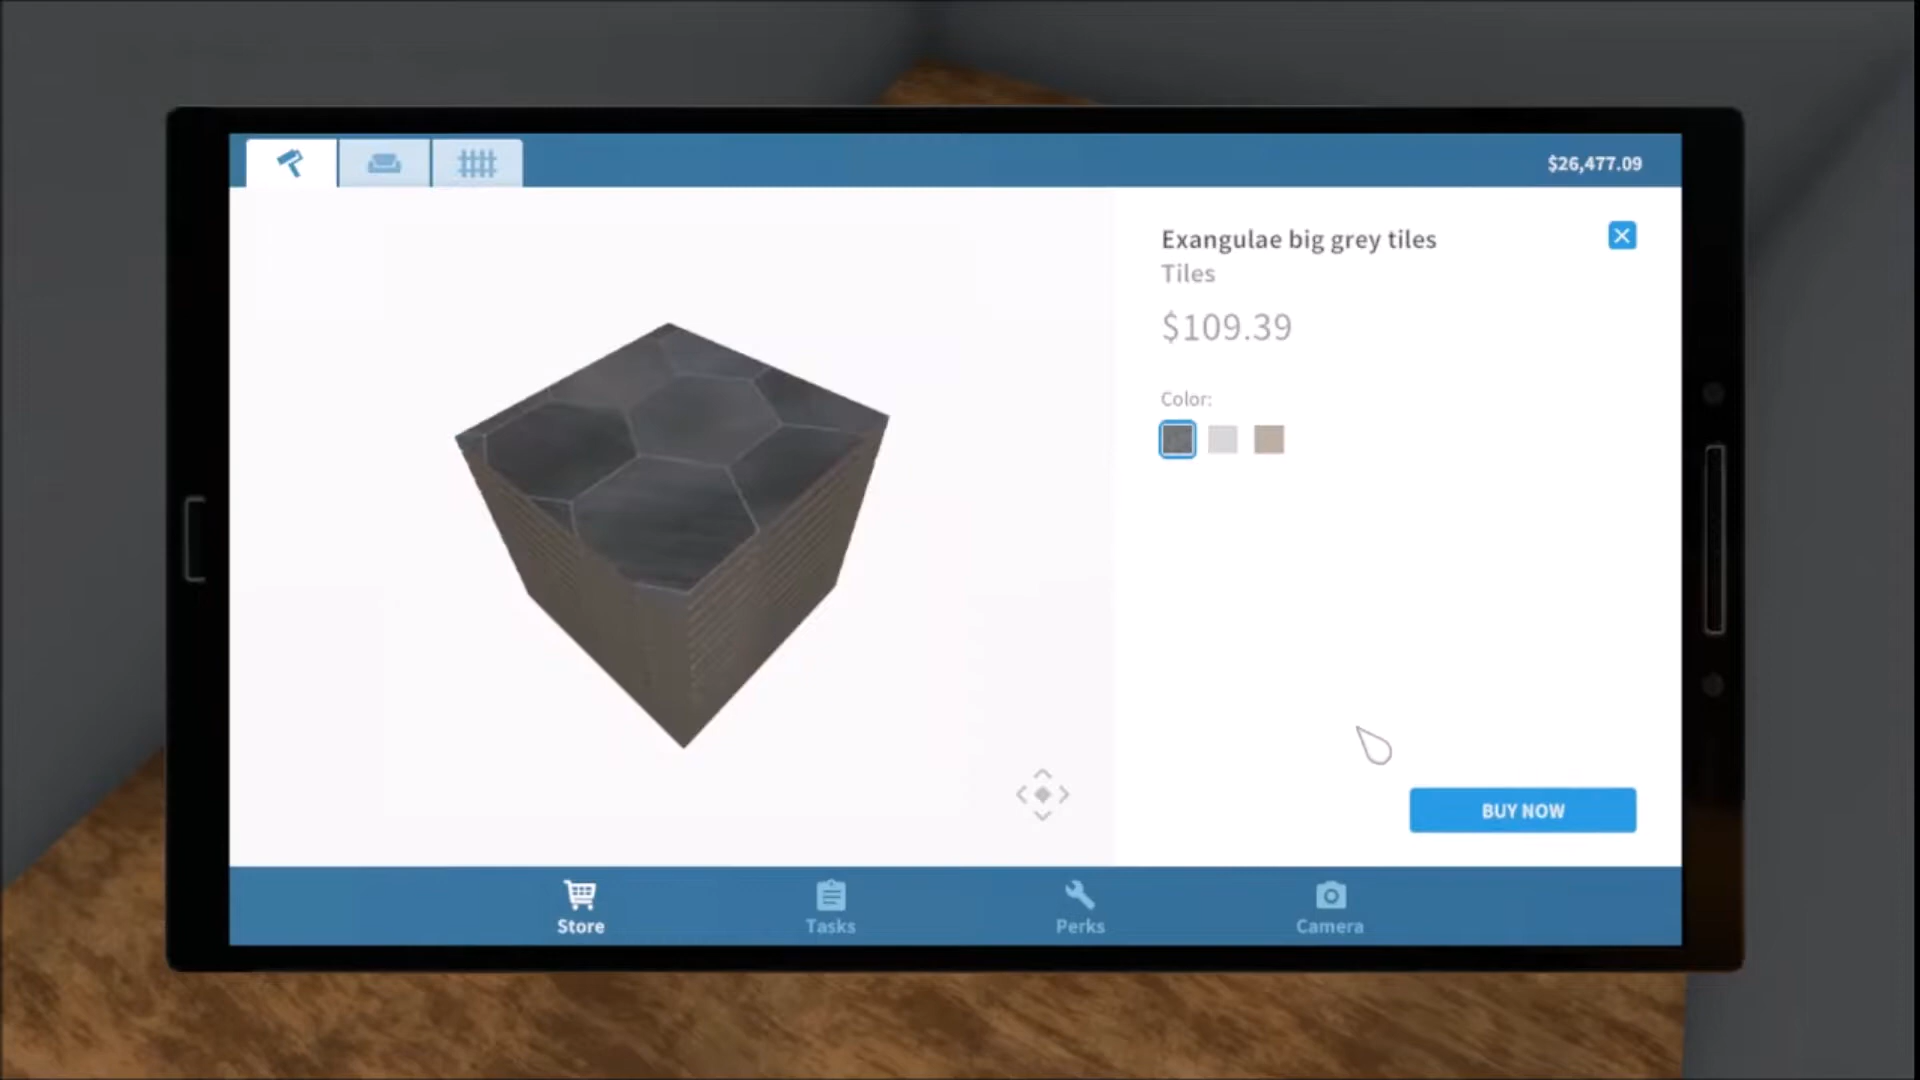 $26,477.09
Exangulae big grey tiles
Tiles
$109.39
Color:
BUY NOW
Store
Tasks
Perks
Camera